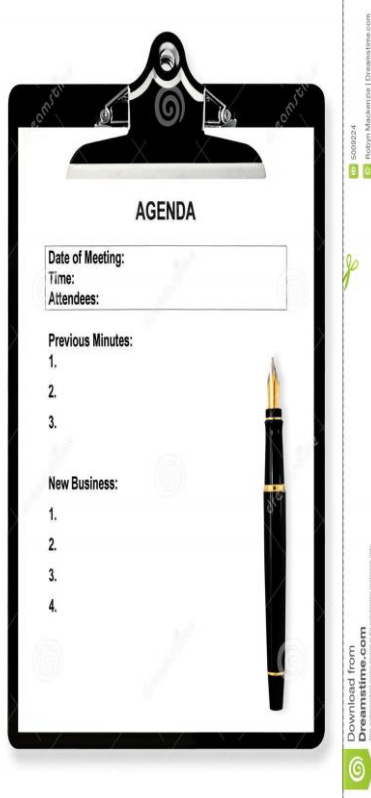 AGENDA
Date of Meeting:
Time:
Attendees:
Previous Minutes:
1.
2.
3.
New Business:
1.
2.
3.
4.
Download from
Dreamstime.com
5009224
Robyn Mackenzie | Dreamstime.com